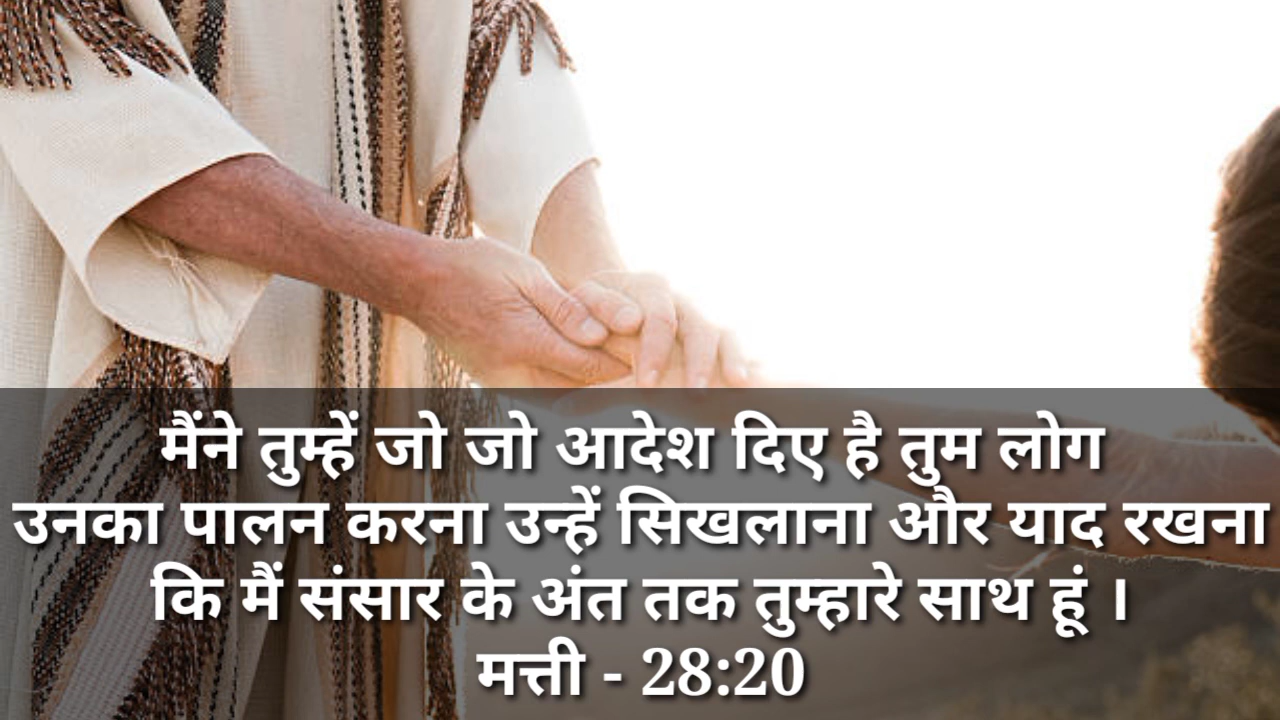 मैंने तुम्हें जो जो आदेश दिए है तुम लोग
उनका पालन करना उन्हें सिखलाना और याद रखना
कि मैं संसार के अंत तक तुम्हारे साथ हूं ।
मत्ती - 28:20